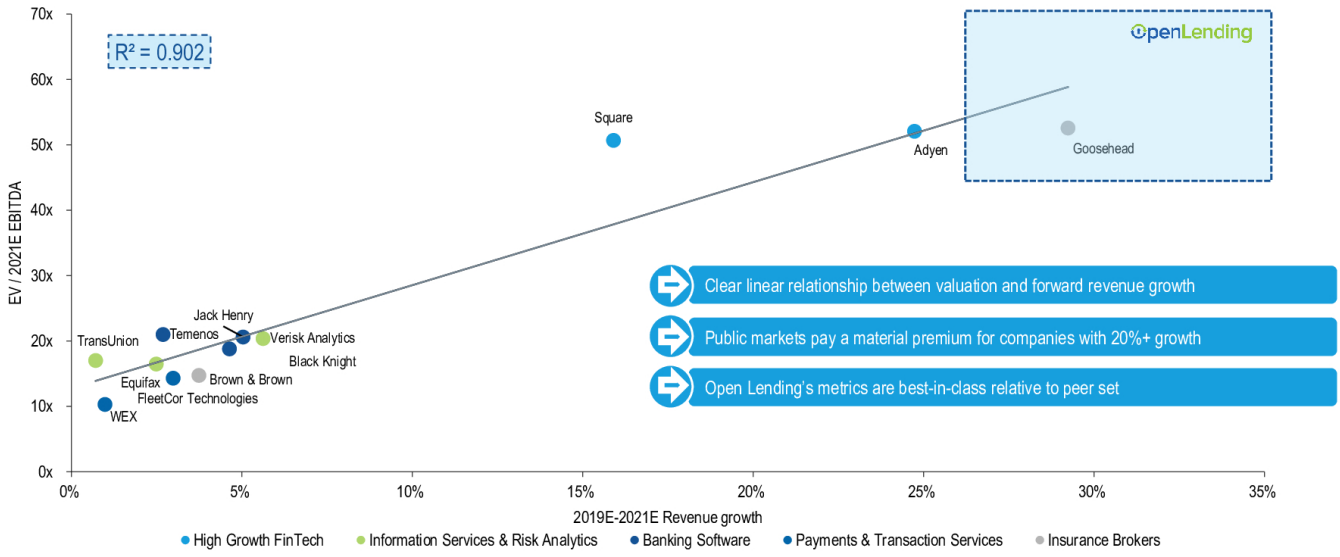 70x
60x
50x
40x
30x
20x
10x
0x
EV / 2021E EBITDA
R² = 0.902
OpenLending
Square
Adyen
Goosehead
Jack Henry
TransUnion
Temenos
Verisk Analytics
Black Knight
Equifax
Brown & Brown
FleetCor Technologies
WEX
Clear linear relationship between valuation and forward revenue growth
Public markets pay a material premium for companies with 20%+ growth
Open Lending's metrics are best-in-class relative to peer set
0%
5%
10%
15%
20%
25%
30%
35%
2019E-2021E Revenue growth
High Growth FinTech
Information Services & Risk Analytics
Banking Software
Payments & Transaction Services
Insurance Brokers